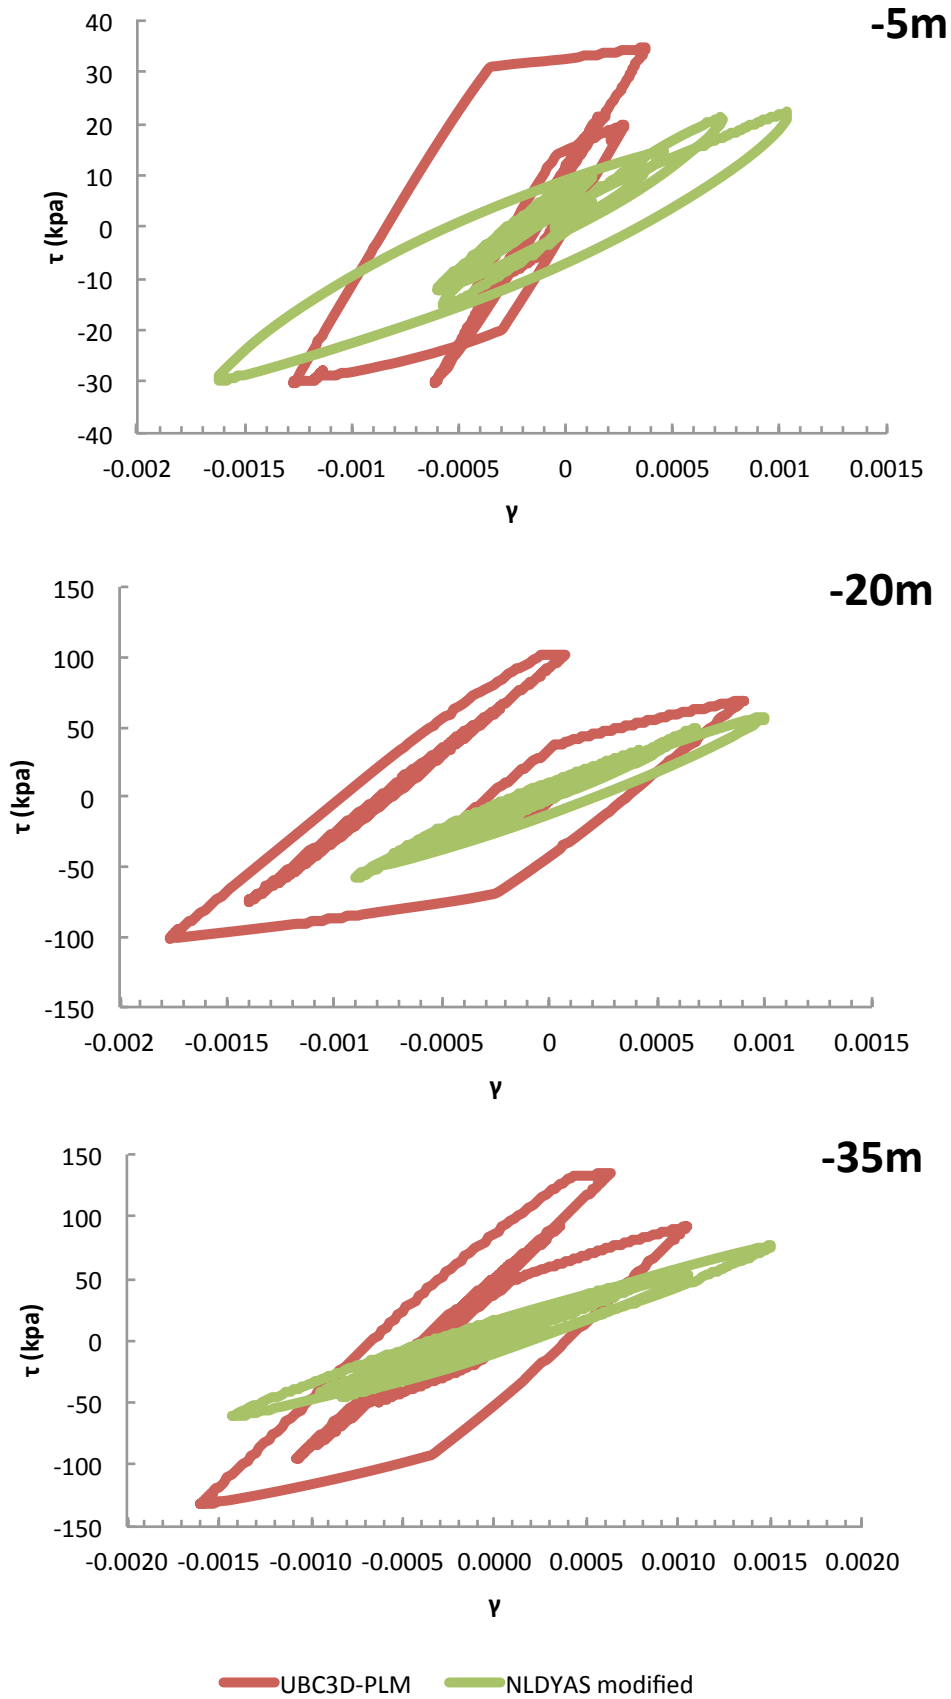 -5m
40
30
20
10
0
-10
-20
-30
-40
τ (kpa)
-0.002 -0.0015 -0.001 -0.0005 0 0.0005 0.001 0.0015
γ
-20m
150
100
50
0
-50
-100
-150
τ (kpa)
-0.002 -0.0015 -0.001 -0.0005 0 0.0005 0.001 0.0015
γ
-35m
150
100
50
0
-50
-100
-150
τ (kpa)
-0.0020 -0.0015 -0.0010 -0.0005 0.0000 0.0005 0.0010 0.0015 0.0020
γ
UBC3D-PLM NLDYAS modified